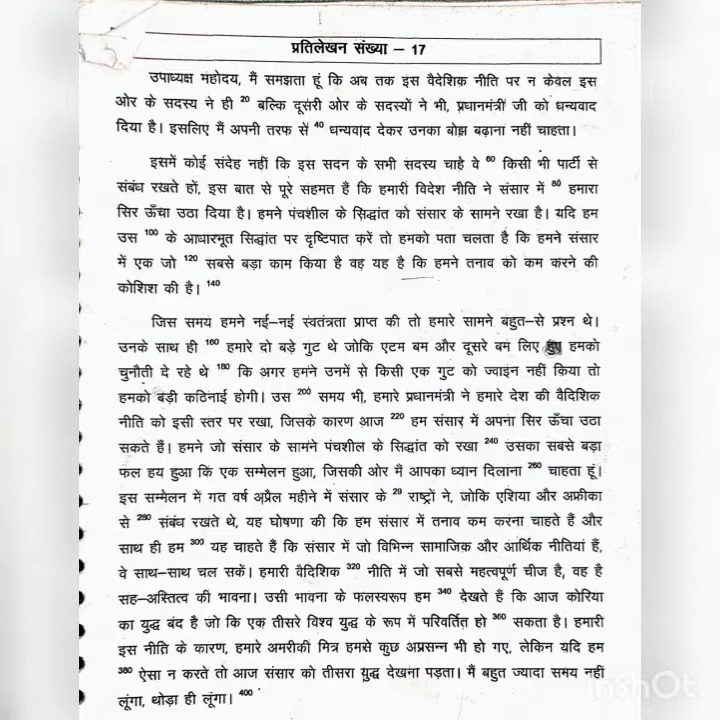 प्रतिलेखन संख्या – 17
उपाध्यक्ष महोदय, मैं समझता हूं कि अब तक इस वैदेशिक नीति पर न केवल इस
ओर के सदस्य ने ही 20 बल्कि दूसरी ओर के सदस्यों ने भी, प्रधानमंत्री जी को धन्यवाद
दिया है। इसलिए मैं अपनी तरफ से 40 धन्यवाद देकर उनका बोझ बढ़ाना नहीं चाहता।
इसमें कोई संदेह नहीं कि इस सदन के सभी सदस्य चाहे वे 60 किसी भी पार्टी से
संबंध रखते हों, इस बात से पूरे सहमत हैं कि हमारी विदेश नीति ने संसार में 80 हमारा
सिर ऊँचा उठा दिया है। हमने पंचशील के सिद्धांत को संसार के सामने रखा है। यदि हम
उस 100 के आधारभूत सिद्धांत पर दृष्टिपात करें तो हमको पता चलता है कि हमने संसार
में एक जो 120 सबसे बड़ा काम किया है वह यह है कि हमने तनाव को कम करने की
कोशिश की है। 140
जिस समय हमने नई–नई स्वतंत्रता प्राप्त की तो हमारे सामने बहुत–से प्रश्न थे।
उनके साथ ही 160 हमारे दो बड़े गुट थे जोकि एटम बम और दूसरे बम लिए हुए हमको
चुनौती दे रहे थे 180 कि अगर हमने उनमें से किसी एक गुट को ज्वाइन नहीं किया तो
हमको बड़ी कठिनाई होगी। उस 200 समय भी, हमारे प्रधानमंत्री ने हमारे देश की वैदिशिक
नीति को इसी स्तर पर रखा, जिसके कारण आज 220 हम संसार में अपना सिर ऊँचा उठा
सकते हैं। हमने जो संसार के सामने पंचशील के सिद्धांत को रखा 240 उसका सबसे बड़ा
फल हय हुआ कि एक सम्मेलन हुआ, जिसकी ओर मैं आपका ध्यान दिलाना 260 चाहता हूं।
इस सम्मेलन में गत वर्ष अप्रैल महीने में संसार के 29 राष्ट्रों ने, जोकि एशिया और अफ्रीका
से 280 संबंध रखते थे, यह घोषणा की कि हम संसार में तनाव कम करना चाहते हैं और
साथ ही हम 300 यह चाहते हैं कि संसार में जो विभिन्न सामाजिक और आर्थिक नीतियां हैं,
वे साथ–साथ चल सकें। हमारी वैदिशिक 320 नीति में जो सबसे महत्वपूर्ण चीज है, वह है
सह–अस्तित्व की भावना। उसी भावना के फलस्वरूप हम 340 देखते हैं कि आज कोरिया
का युद्ध बंद है जो कि एक तीसरे विश्व युद्ध के रूप में परिवर्तित हो 360 सकता है। हमारी
इस नीति के कारण, हमारे अमरीकी मित्र हमसे कुछ अप्रसन्न भी हो गए, लेकिन यदि हम
380 ऐसा न करते तो आज संसार को तीसरा युद्ध देखना पड़ता। मैं बहुत ज्यादा समय नहीं
लूंगा, थोड़ा ही लूंगा। 400
InshOt